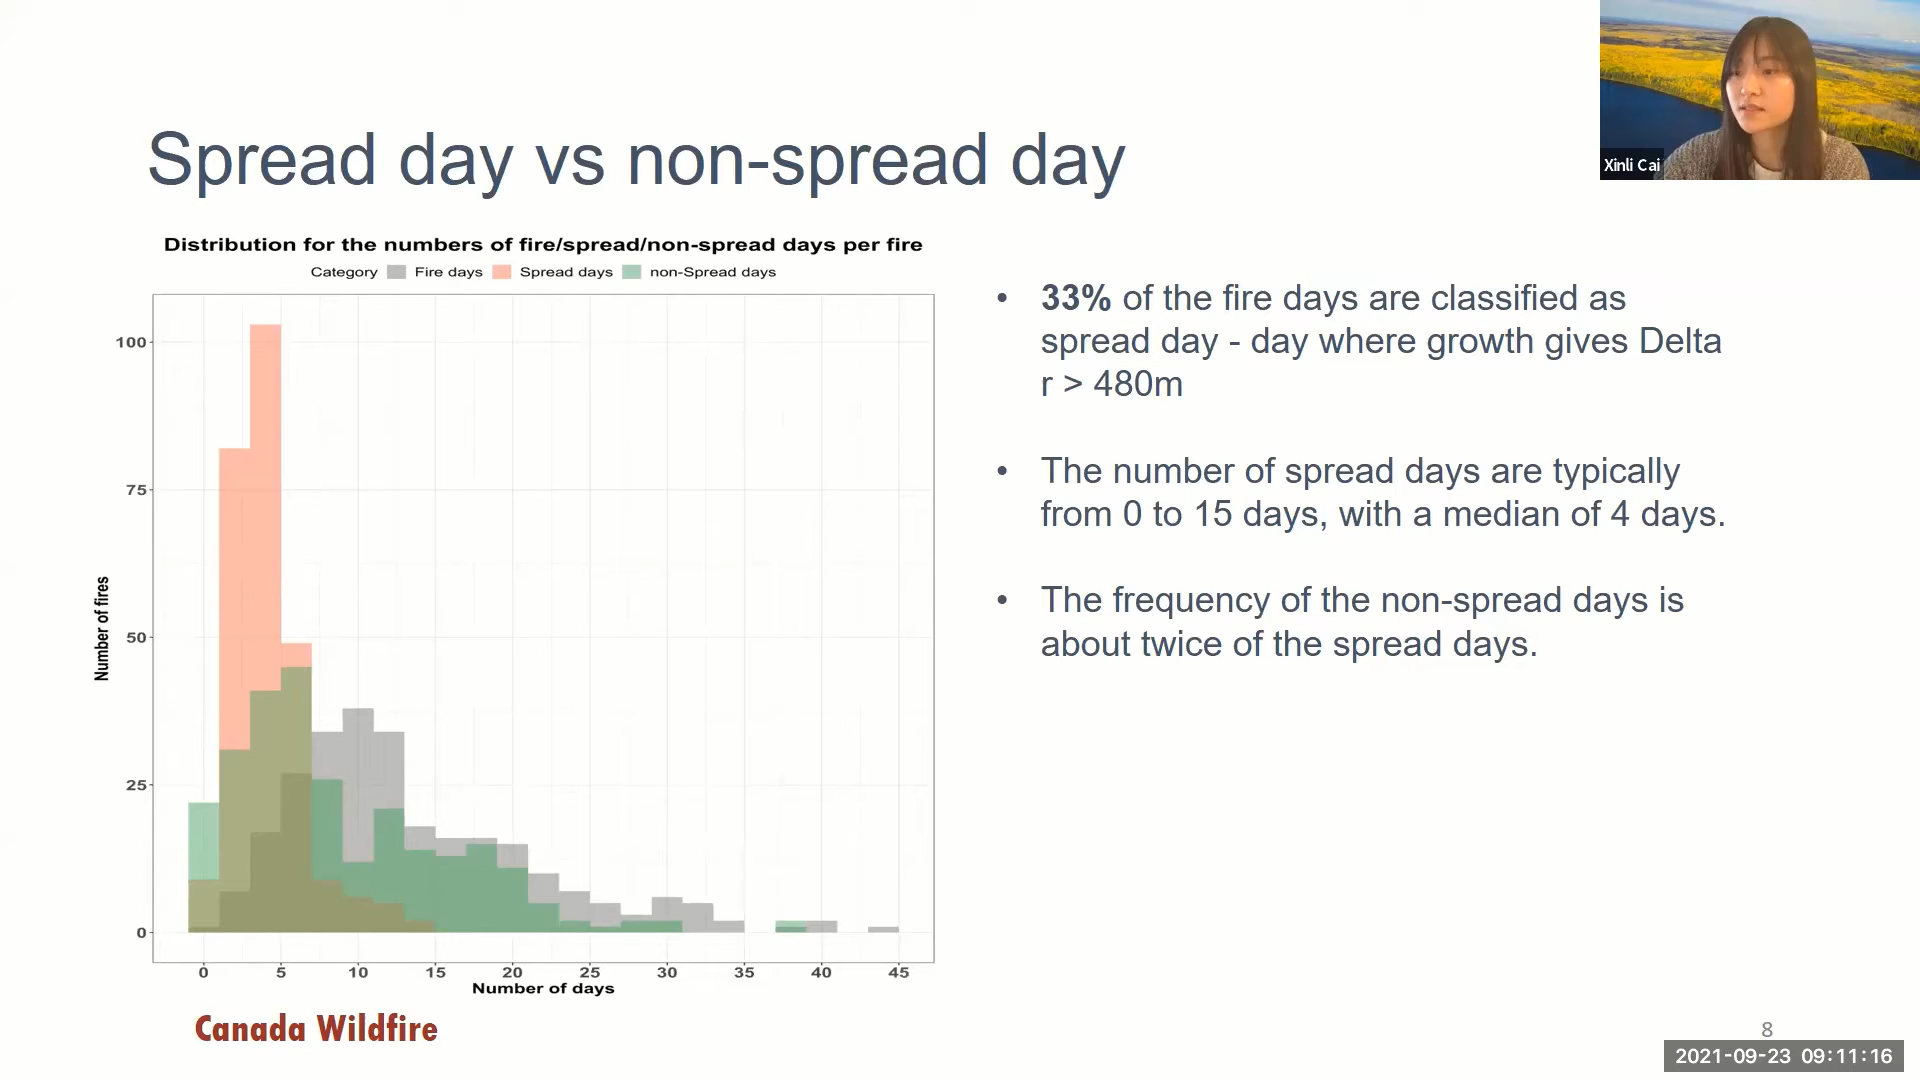 Xinli Cai
Spread day vs non-spread day
Distribution for the numbers of fire/spread/non-spread days per fire
Category Fire days Spread days non-Spread days
100
75
50
25
0
Number of fires
0 5 10 15 20 25 30 35 40 45
Number of days
• 33% of the fire days are classified as
spread day - day where growth gives Delta
r > 480m
• The number of spread days are typically
from 0 to 15 days, with a median of 4 days.
• The frequency of the non-spread days is
about twice of the spread days.
Canada Wildfire
8
2021-09-23 09:11:16